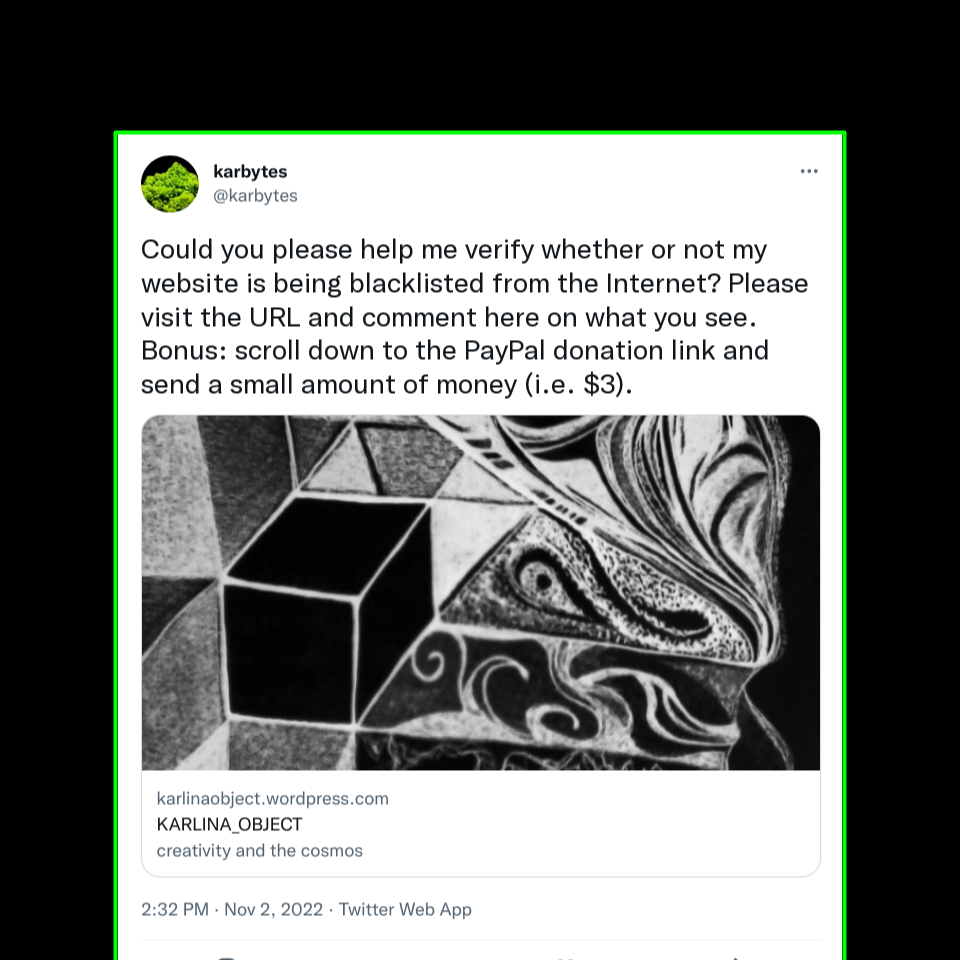 karbytes
@karbytes
Could you please help me verify whether or not my
website is being blacklisted from the Internet? Please
visit the URL and comment here on what you see.
Bonus: scroll down to the PayPal donation link and
send a small amount of money (i.e. $3).
karlinaobject.wordpress.com
KARLINA_OBJECT
creativity and the cosmos
2:32 PM · Nov 2, 2022 · Twitter Web App